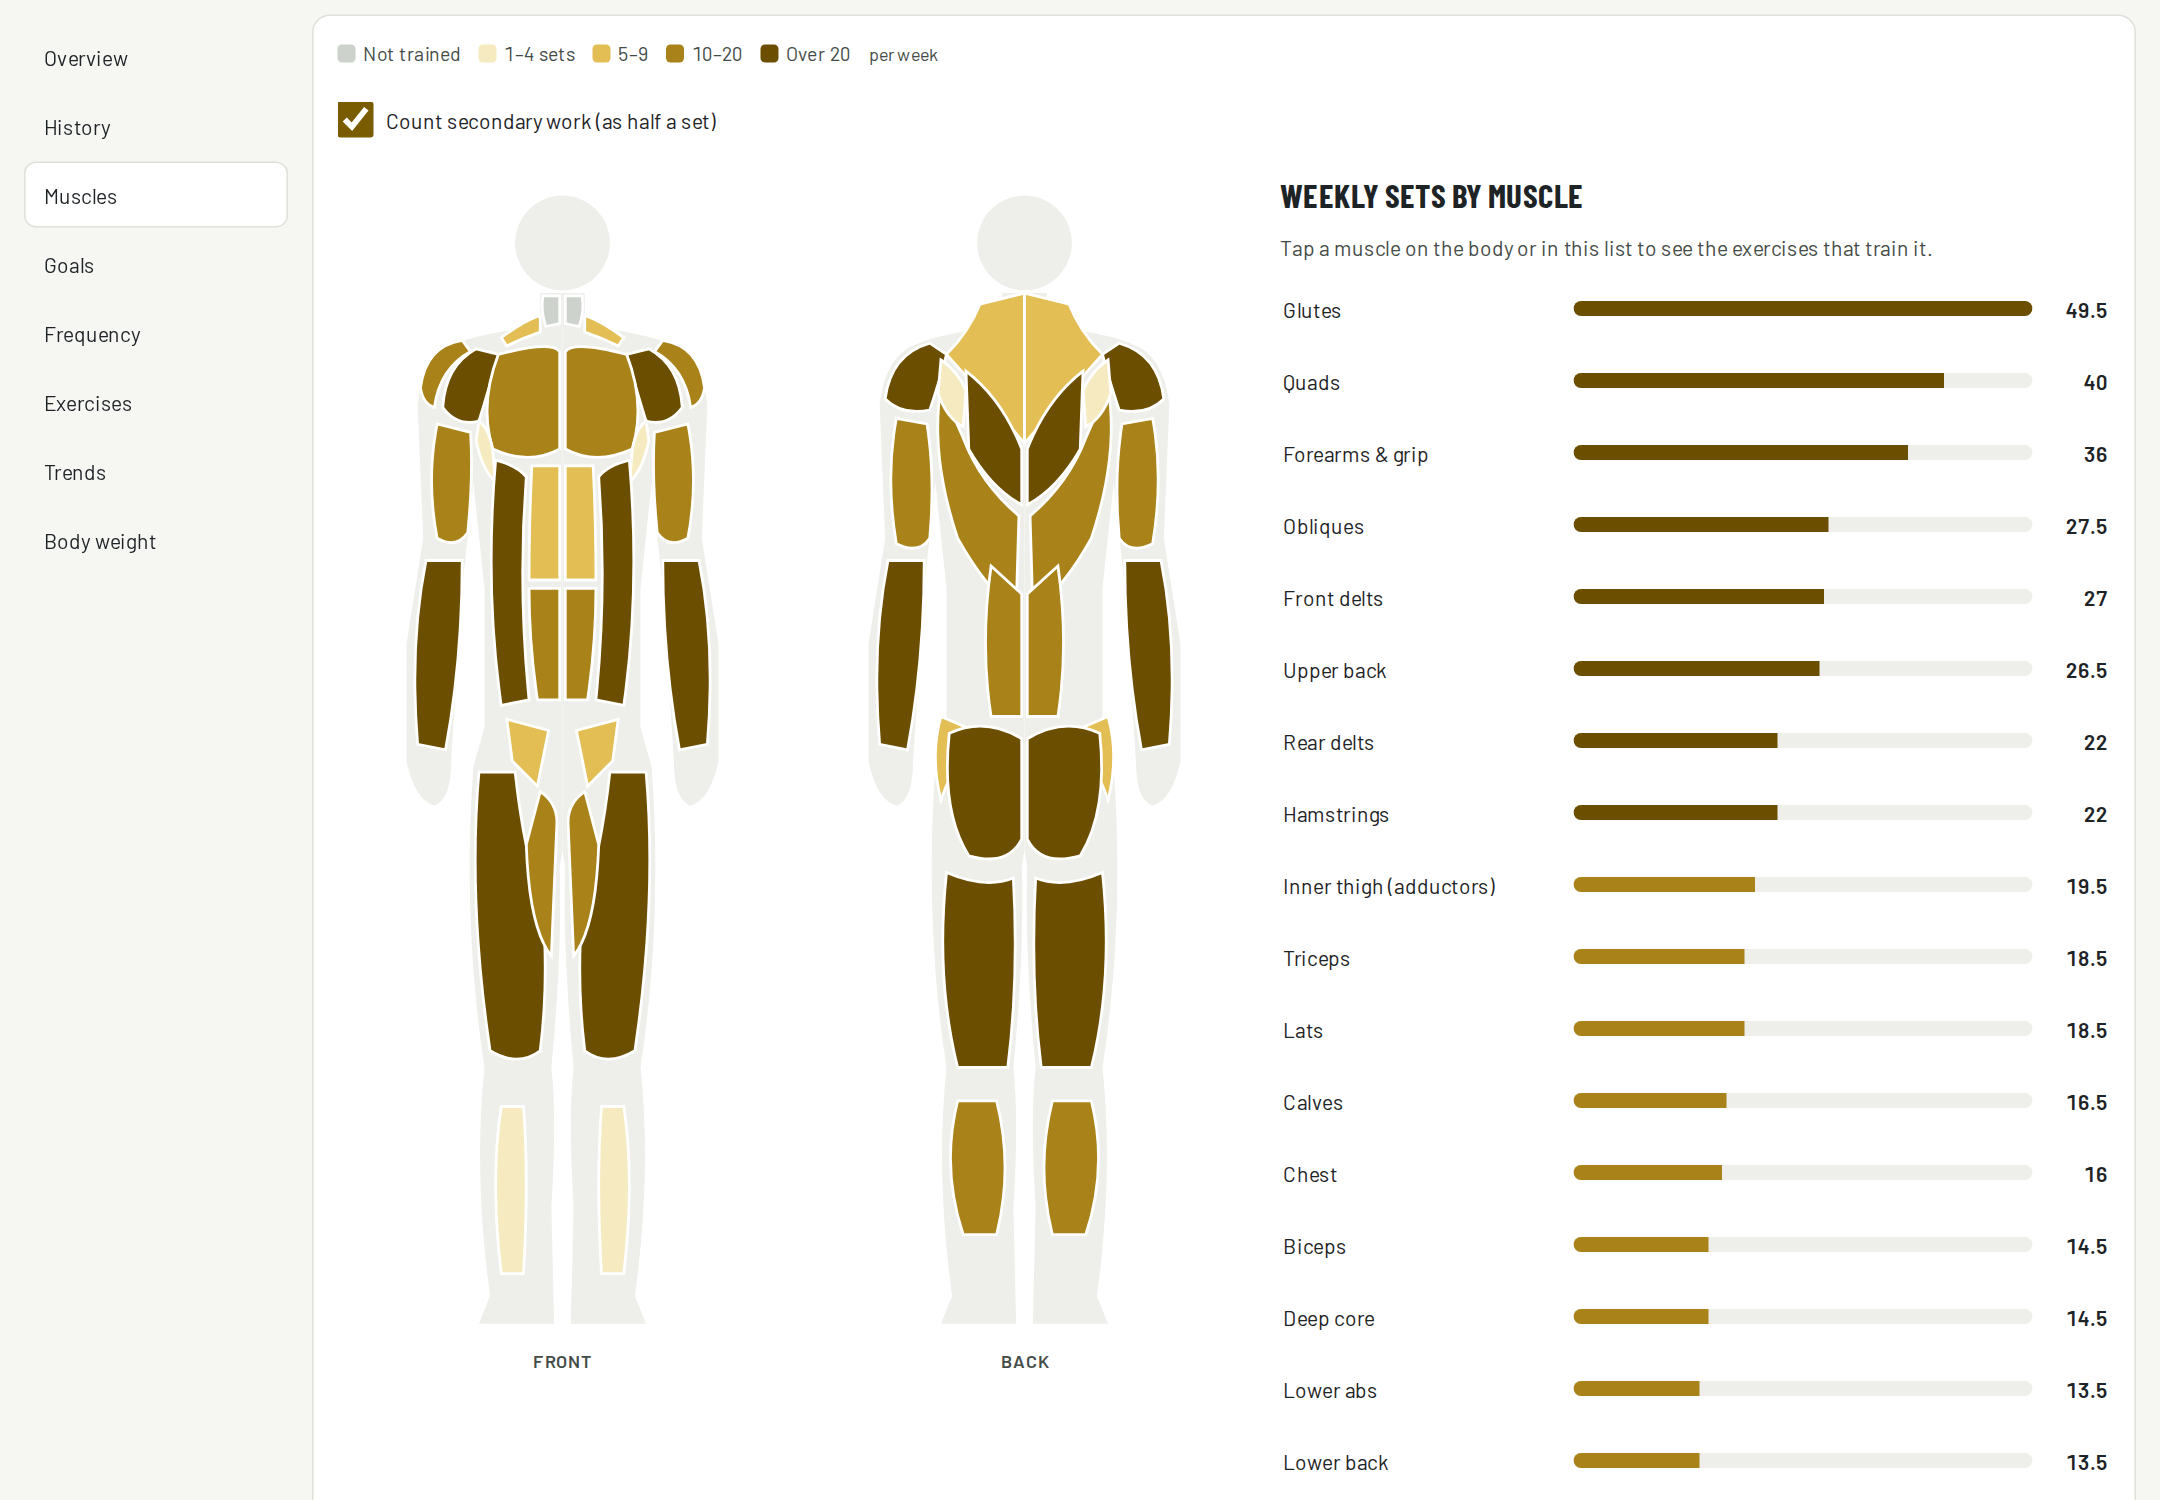 Overview
History
Muscles
Goals
Frequency
Exercises
Trends
Body weight
Not trained 1–4 sets 5–9 10–20 Over 20 per week
Count secondary work (as half a set)
FRONT
BACK
WEEKLY SETS BY MUSCLE
Tap a muscle on the body or in this list to see the exercises that train it.
Glutes 49.5
Quads 40
Forearms & grip 36
Obliques 27.5
Front delts 27
Upper back 26.5
Rear delts 22
Hamstrings 22
Inner thigh (adductors) 19.5
Triceps 18.5
Lats 18.5
Calves 16.5
Chest 16
Biceps 14.5
Deep core 14.5
Lower abs 13.5
Lower back 13.5